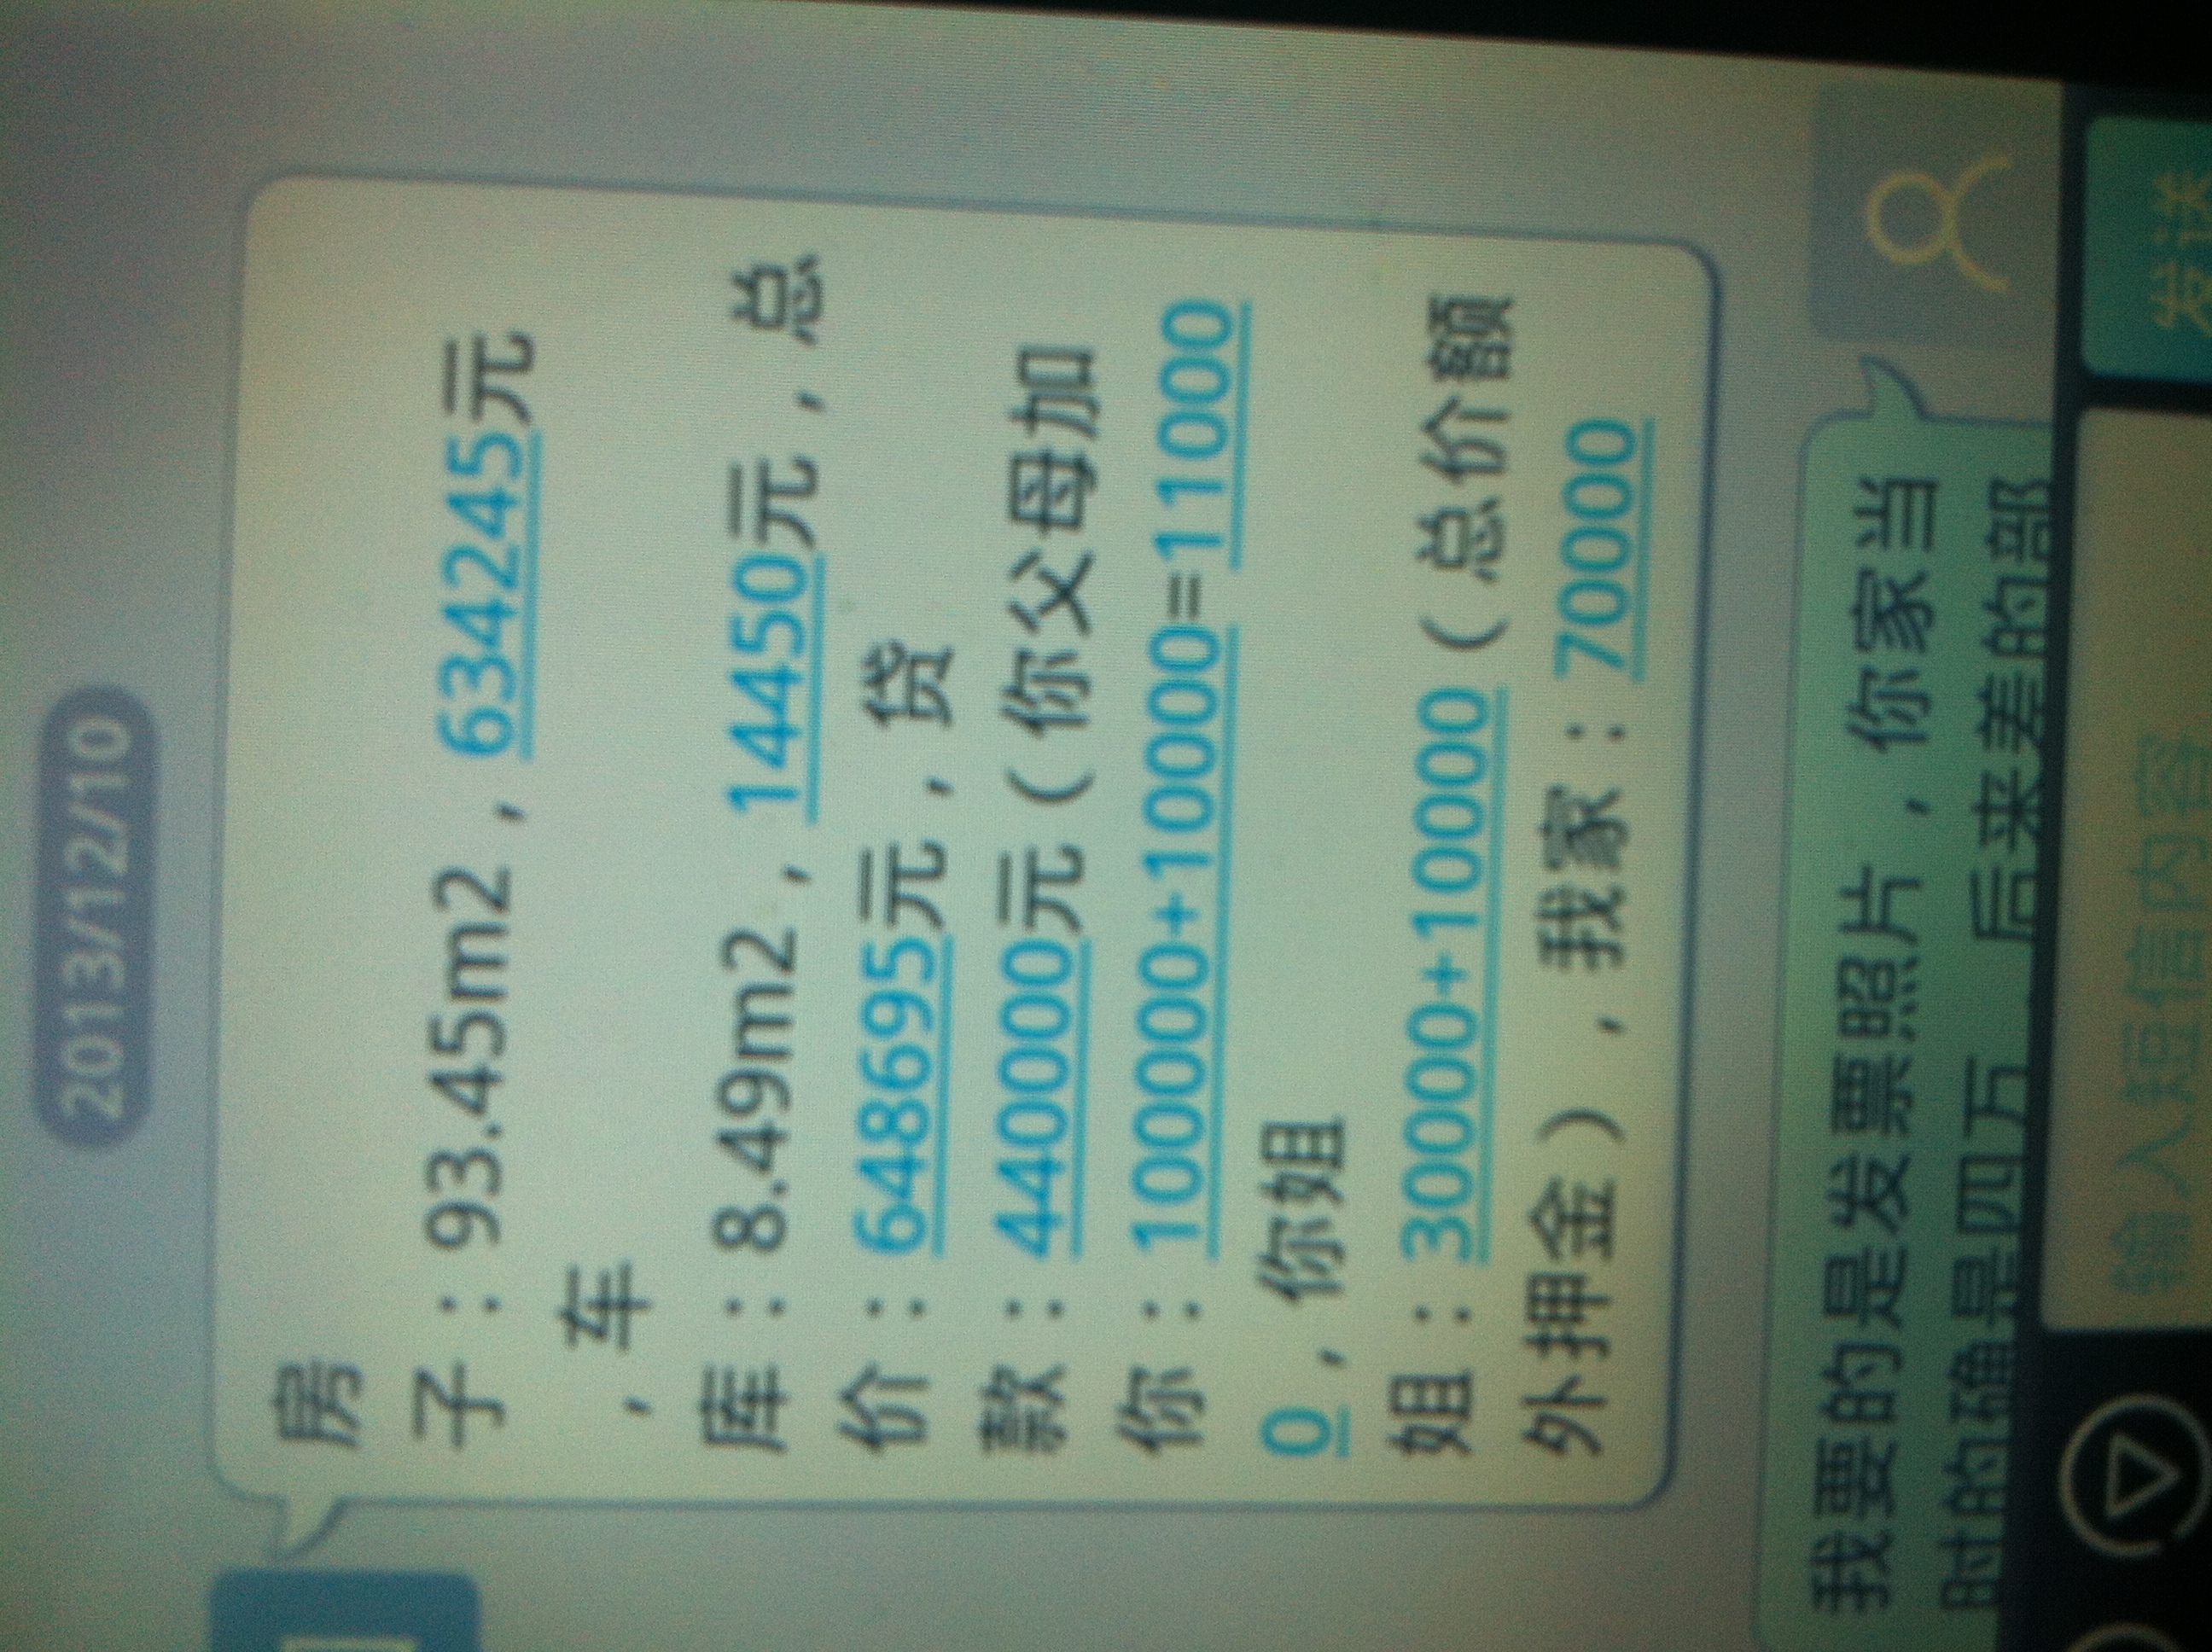 2013/12/10
房
子：93.45m2，634245元
，车
库：8.49m2，14450元，总
价：648695元，贷
款：440000元（你父母加
你：100000+10000=11000
0，你姐
姐：30000+10000（总价额
外押金），我家：70000
我要的是发票照片，你家当
时的确是四万，后来差的部
输入短信内容
发送